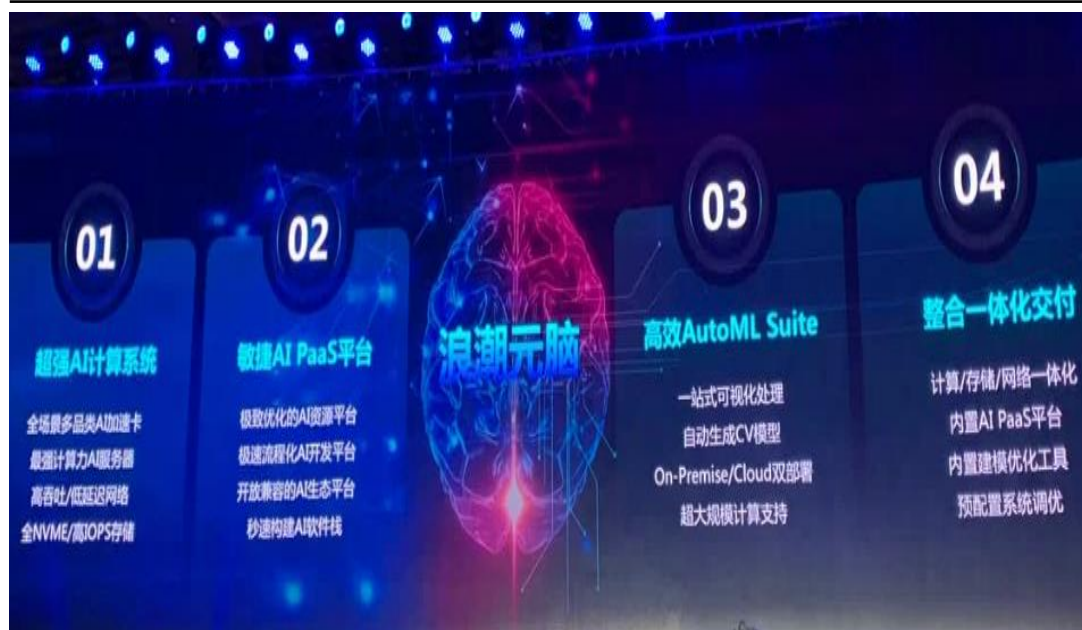 01
超强AI计算系统
全场景多品类AI加速卡
最强计算力AI服务器
高吞吐/低延迟网络
全NVME/高IOPS存储
02
敏捷AI PaaS平台
极致优化的AI资源平台
极速流程化AI开发平台
开放兼容的AI生态平台
秒速构建AI软件栈
浪潮元脑
03
高效AutoML Suite
一站式可视化处理
自动生成CV模型
On-Premise/Cloud双部署
超大规模计算支持
04
整合一体化交付
计算/存储/网络一体化
内置AI PaaS平台
内置建模优化工具
预配置系统调优